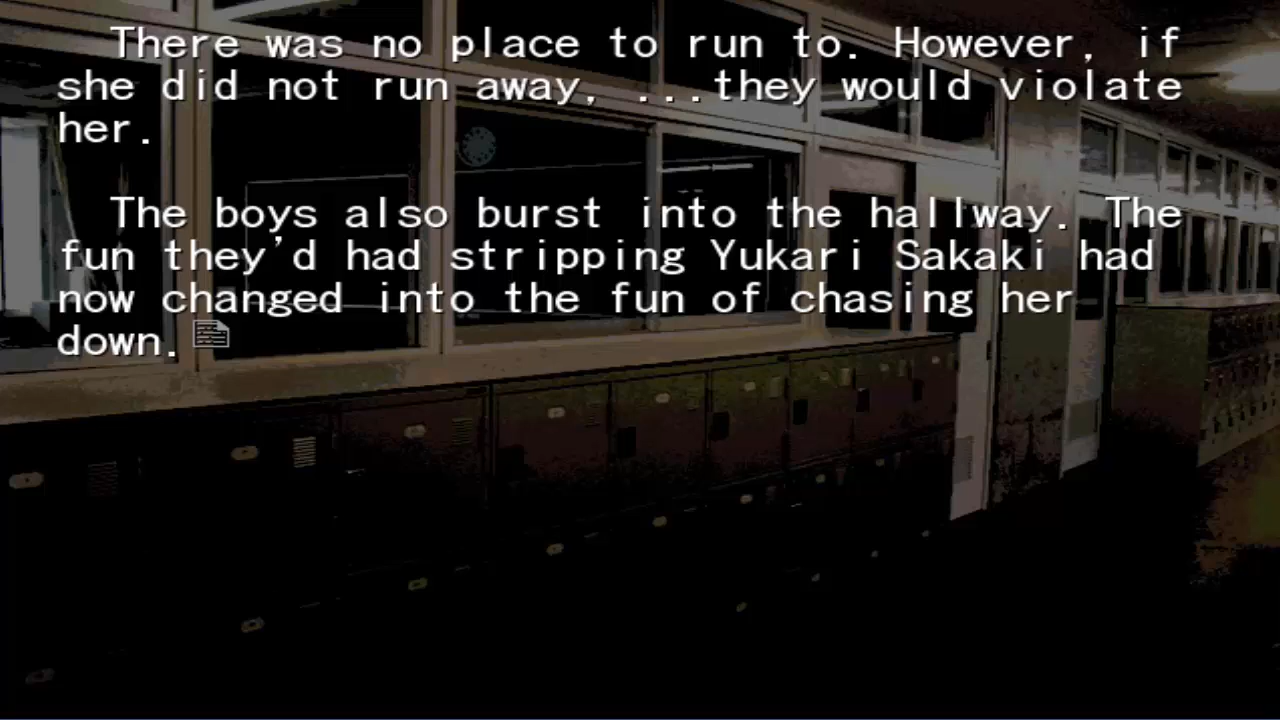 There was no place to run to. However, if
she did not run away, ...they would violate
her.
The boys also burst into the hallway. The
fun they'd had stripping Yukari Sakaki had
now changed into the fun of chasing her
down.